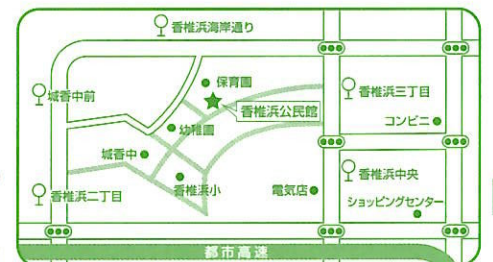 香椎浜海岸通り
保育園
城香中前
香椎浜三丁目
香椎浜公民館
コンビニ
幼稚園
城香中
香椎浜中央
香椎浜二丁目
香椎浜小
電気店
ショッピングセンター
都市高速